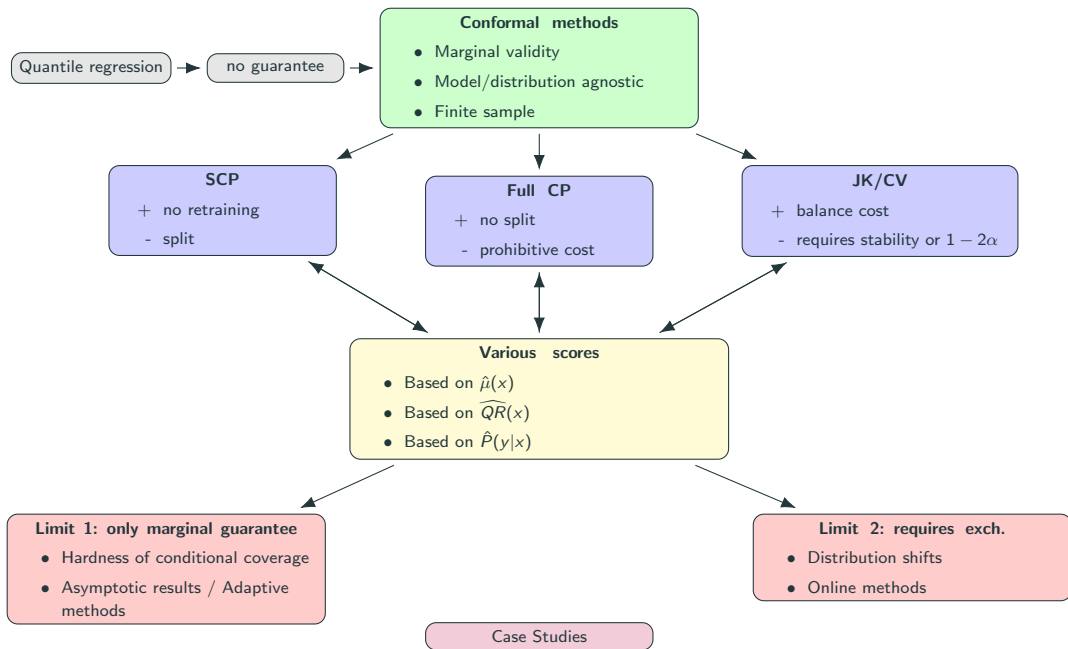 Conformal methods
• Marginal validity
• Model/distribution agnostic
• Finite sample
Quantile regression
no guarantee
SCP
+ no retraining
- split
Full CP
+ no split
- prohibitive cost
JK/CV
+ balance cost
- requires stability or 1 − 2α
Various scores
• Based on μ̂(x)
• Based on \widehat{QR}(x)
• Based on P̂(y|x)
Limit 1: only marginal guarantee
• Hardness of conditional coverage
• Asymptotic results / Adaptive
methods
Limit 2: requires exch.
• Distribution shifts
• Online methods
Case Studies